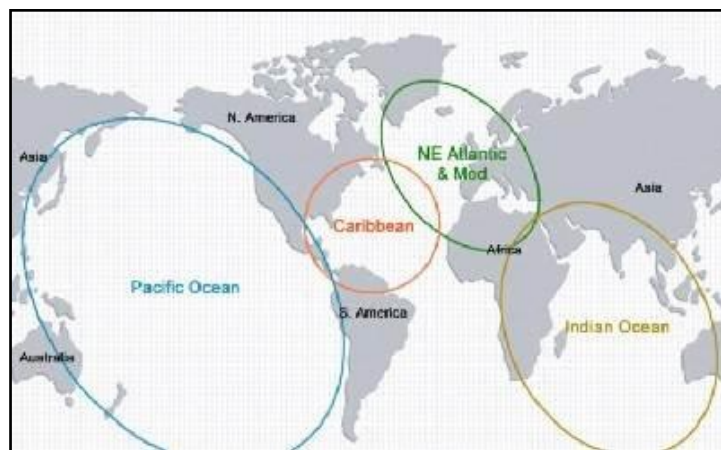 N. America
Asia
NE Atlantic
& Med.
Asia
Caribbean
Africa
Pacific Ocean
S. America
Indian Ocean
Australia